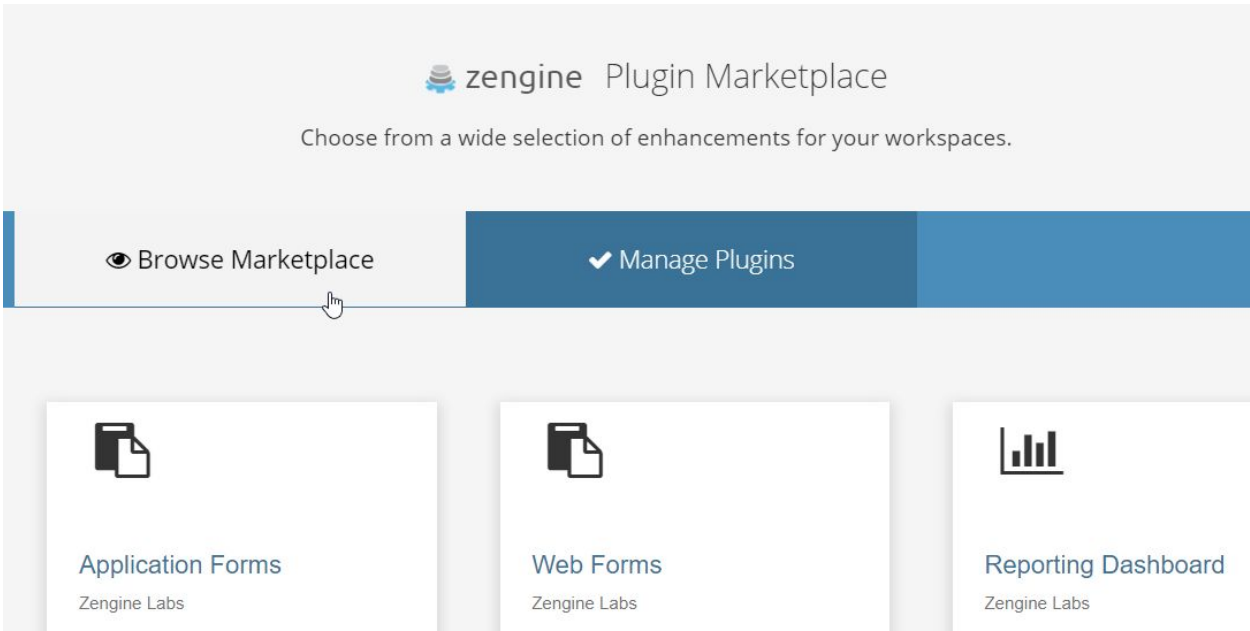 zengine Plugin Marketplace
Choose from a wide selection of enhancements for your workspaces.
Browse Marketplace
Manage Plugins
Application Forms
Zengine Labs
Web Forms
Zengine Labs
Reporting Dashboard
Zengine Labs